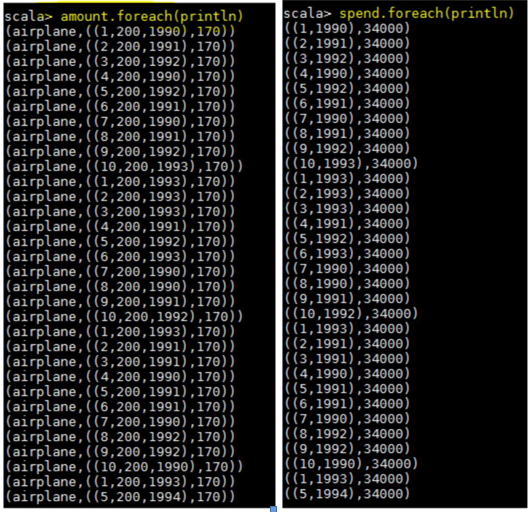 scala> amount.foreach(println)
(airplane,((1,200,1990),170))
(airplane,((2,200,1991),170))
(airplane,((3,200,1992),170))
(airplane,((4,200,1990),170))
(airplane,((5,200,1992),170))
(airplane,((6,200,1991),170))
(airplane,((7,200,1990),170))
(airplane,((8,200,1991),170))
(airplane,((9,200,1992),170))
(airplane,((10,200,1993),170))
(airplane,((1,200,1993),170))
(airplane,((2,200,1993),170))
(airplane,((3,200,1993),170))
(airplane,((4,200,1991),170))
(airplane,((5,200,1992),170))
(airplane,((6,200,1993),170))
(airplane,((7,200,1990),170))
(airplane,((8,200,1990),170))
(airplane,((9,200,1991),170))
(airplane,((10,200,1992),170))
(airplane,((1,200,1993),170))
(airplane,((2,200,1991),170))
(airplane,((3,200,1991),170))
(airplane,((4,200,1990),170))
(airplane,((5,200,1991),170))
(airplane,((6,200,1991),170))
(airplane,((7,200,1990),170))
(airplane,((8,200,1992),170))
(airplane,((9,200,1992),170))
(airplane,((10,200,1990),170))
(airplane,((1,200,1993),170))
(airplane,((5,200,1994),170))
scala> spend.foreach(println)
((1,1990),34000)
((2,1991),34000)
((3,1992),34000)
((4,1990),34000)
((5,1992),34000)
((6,1991),34000)
((7,1990),34000)
((8,1991),34000)
((9,1992),34000)
((10,1993),34000)
((1,1993),34000)
((2,1993),34000)
((3,1993),34000)
((4,1991),34000)
((5,1992),34000)
((6,1993),34000)
((7,1990),34000)
((8,1990),34000)
((9,1991),34000)
((10,1992),34000)
((1,1993),34000)
((2,1991),34000)
((3,1991),34000)
((4,1990),34000)
((5,1991),34000)
((6,1991),34000)
((7,1990),34000)
((8,1992),34000)
((9,1992),34000)
((10,1990),34000)
((1,1993),34000)
((5,1994),34000)